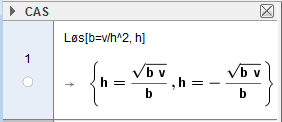 CAS
1
Løs[b=v/h^2, h]
→ {h = √(b v)/b, h = − √(b v)/b}